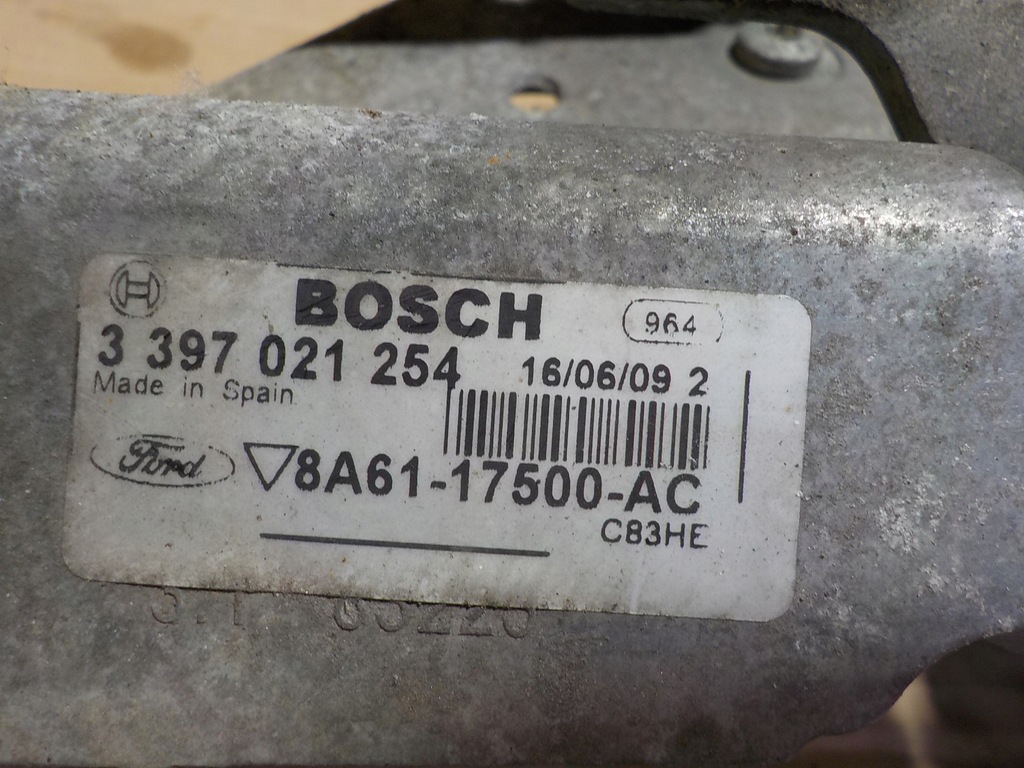 BOSCH
964
3 397 021 254
16/06/09 2
Made in Spain
Ford
8A61-17500-AC
C83HE